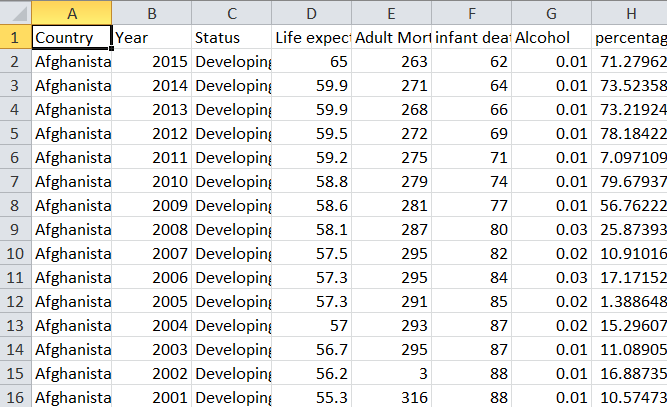 A B C D E F G H
1 Country Year Status Life expect Adult Mort infant deat Alcohol percentag
2 Afghanista 2015 Developing 65 263 62 0.01 71.27962
3 Afghanista 2014 Developing 59.9 271 64 0.01 73.52358
4 Afghanista 2013 Developing 59.9 268 66 0.01 73.21924
5 Afghanista 2012 Developing 59.5 272 69 0.01 78.18422
6 Afghanista 2011 Developing 59.2 275 71 0.01 7.097109
7 Afghanista 2010 Developing 58.8 279 74 0.01 79.67937
8 Afghanista 2009 Developing 58.6 281 77 0.01 56.76222
9 Afghanista 2008 Developing 58.1 287 80 0.03 25.87393
10 Afghanista 2007 Developing 57.5 295 82 0.02 10.91016
11 Afghanista 2006 Developing 57.3 295 84 0.03 17.17152
12 Afghanista 2005 Developing 57.3 291 85 0.02 1.388648
13 Afghanista 2004 Developing 57 293 87 0.02 15.29607
14 Afghanista 2003 Developing 56.7 295 87 0.01 11.08905
15 Afghanista 2002 Developing 56.2 3 88 0.01 16.88735
16 Afghanista 2001 Developing 55.3 316 88 0.01 10.57473